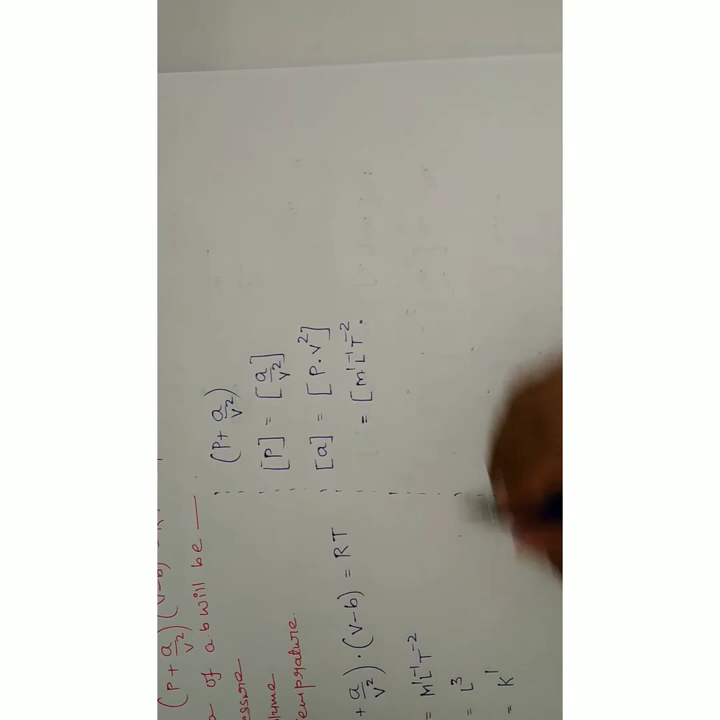 (P + a/v²) (v-b)
of a b will be —
essure
lume
emprature.
+ a/v²) · (v-b) = RT
= M¹L⁻¹T⁻²
= L³
= K¹
(P + a/v²)
[P] = [a/v²]
[a] = [P·v²]
= [M¹L⁻¹T⁻² ·